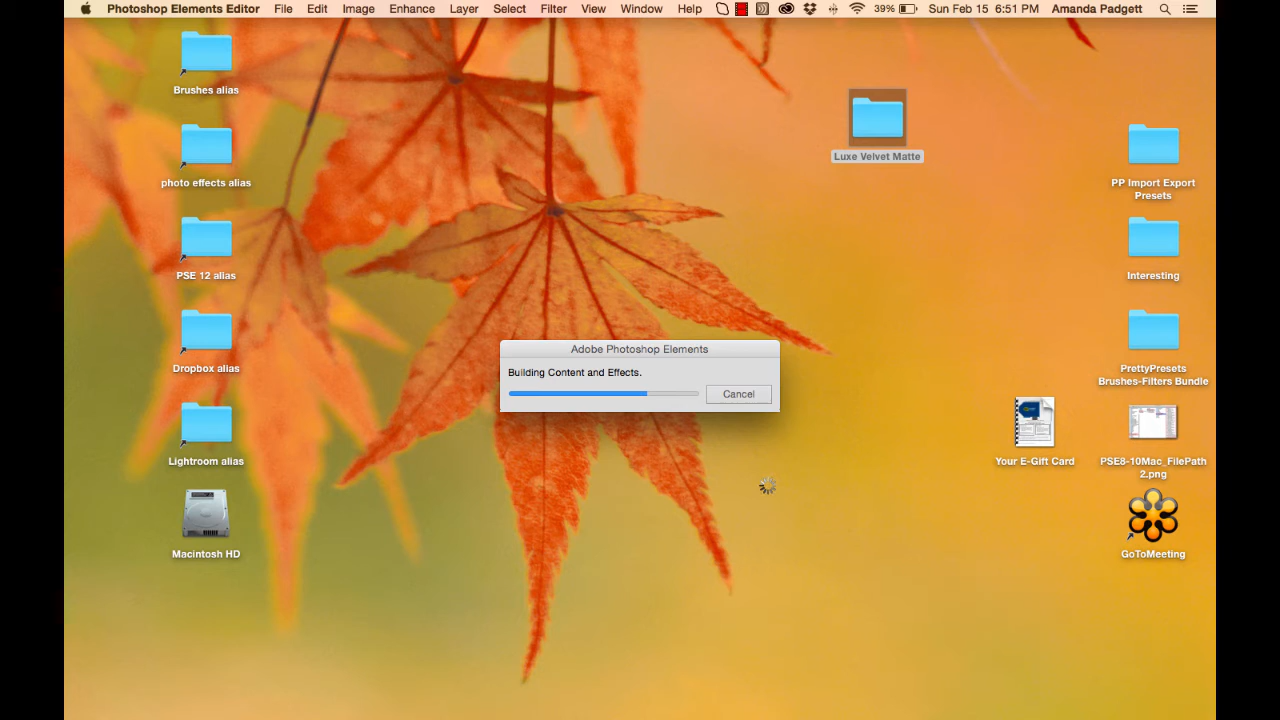 Photoshop Elements Editor File Edit Image Enhance Layer Select Filter View Window Help 39% Sun Feb 15 6:51 PM Amanda Padgett
Brushes alias
photo effects alias
PSE 12 alias
Dropbox alias
Lightroom alias
Macintosh HD
Luxe Velvet Matte
Adobe Photoshop Elements
Building Content and Effects.
Cancel
PP Import Export
Presets
Interesting
PrettyPresets
Brushes-Filters Bundle
Your E-Gift Card
PSE8-10Mac_FilePath
2.png
GoToMeeting